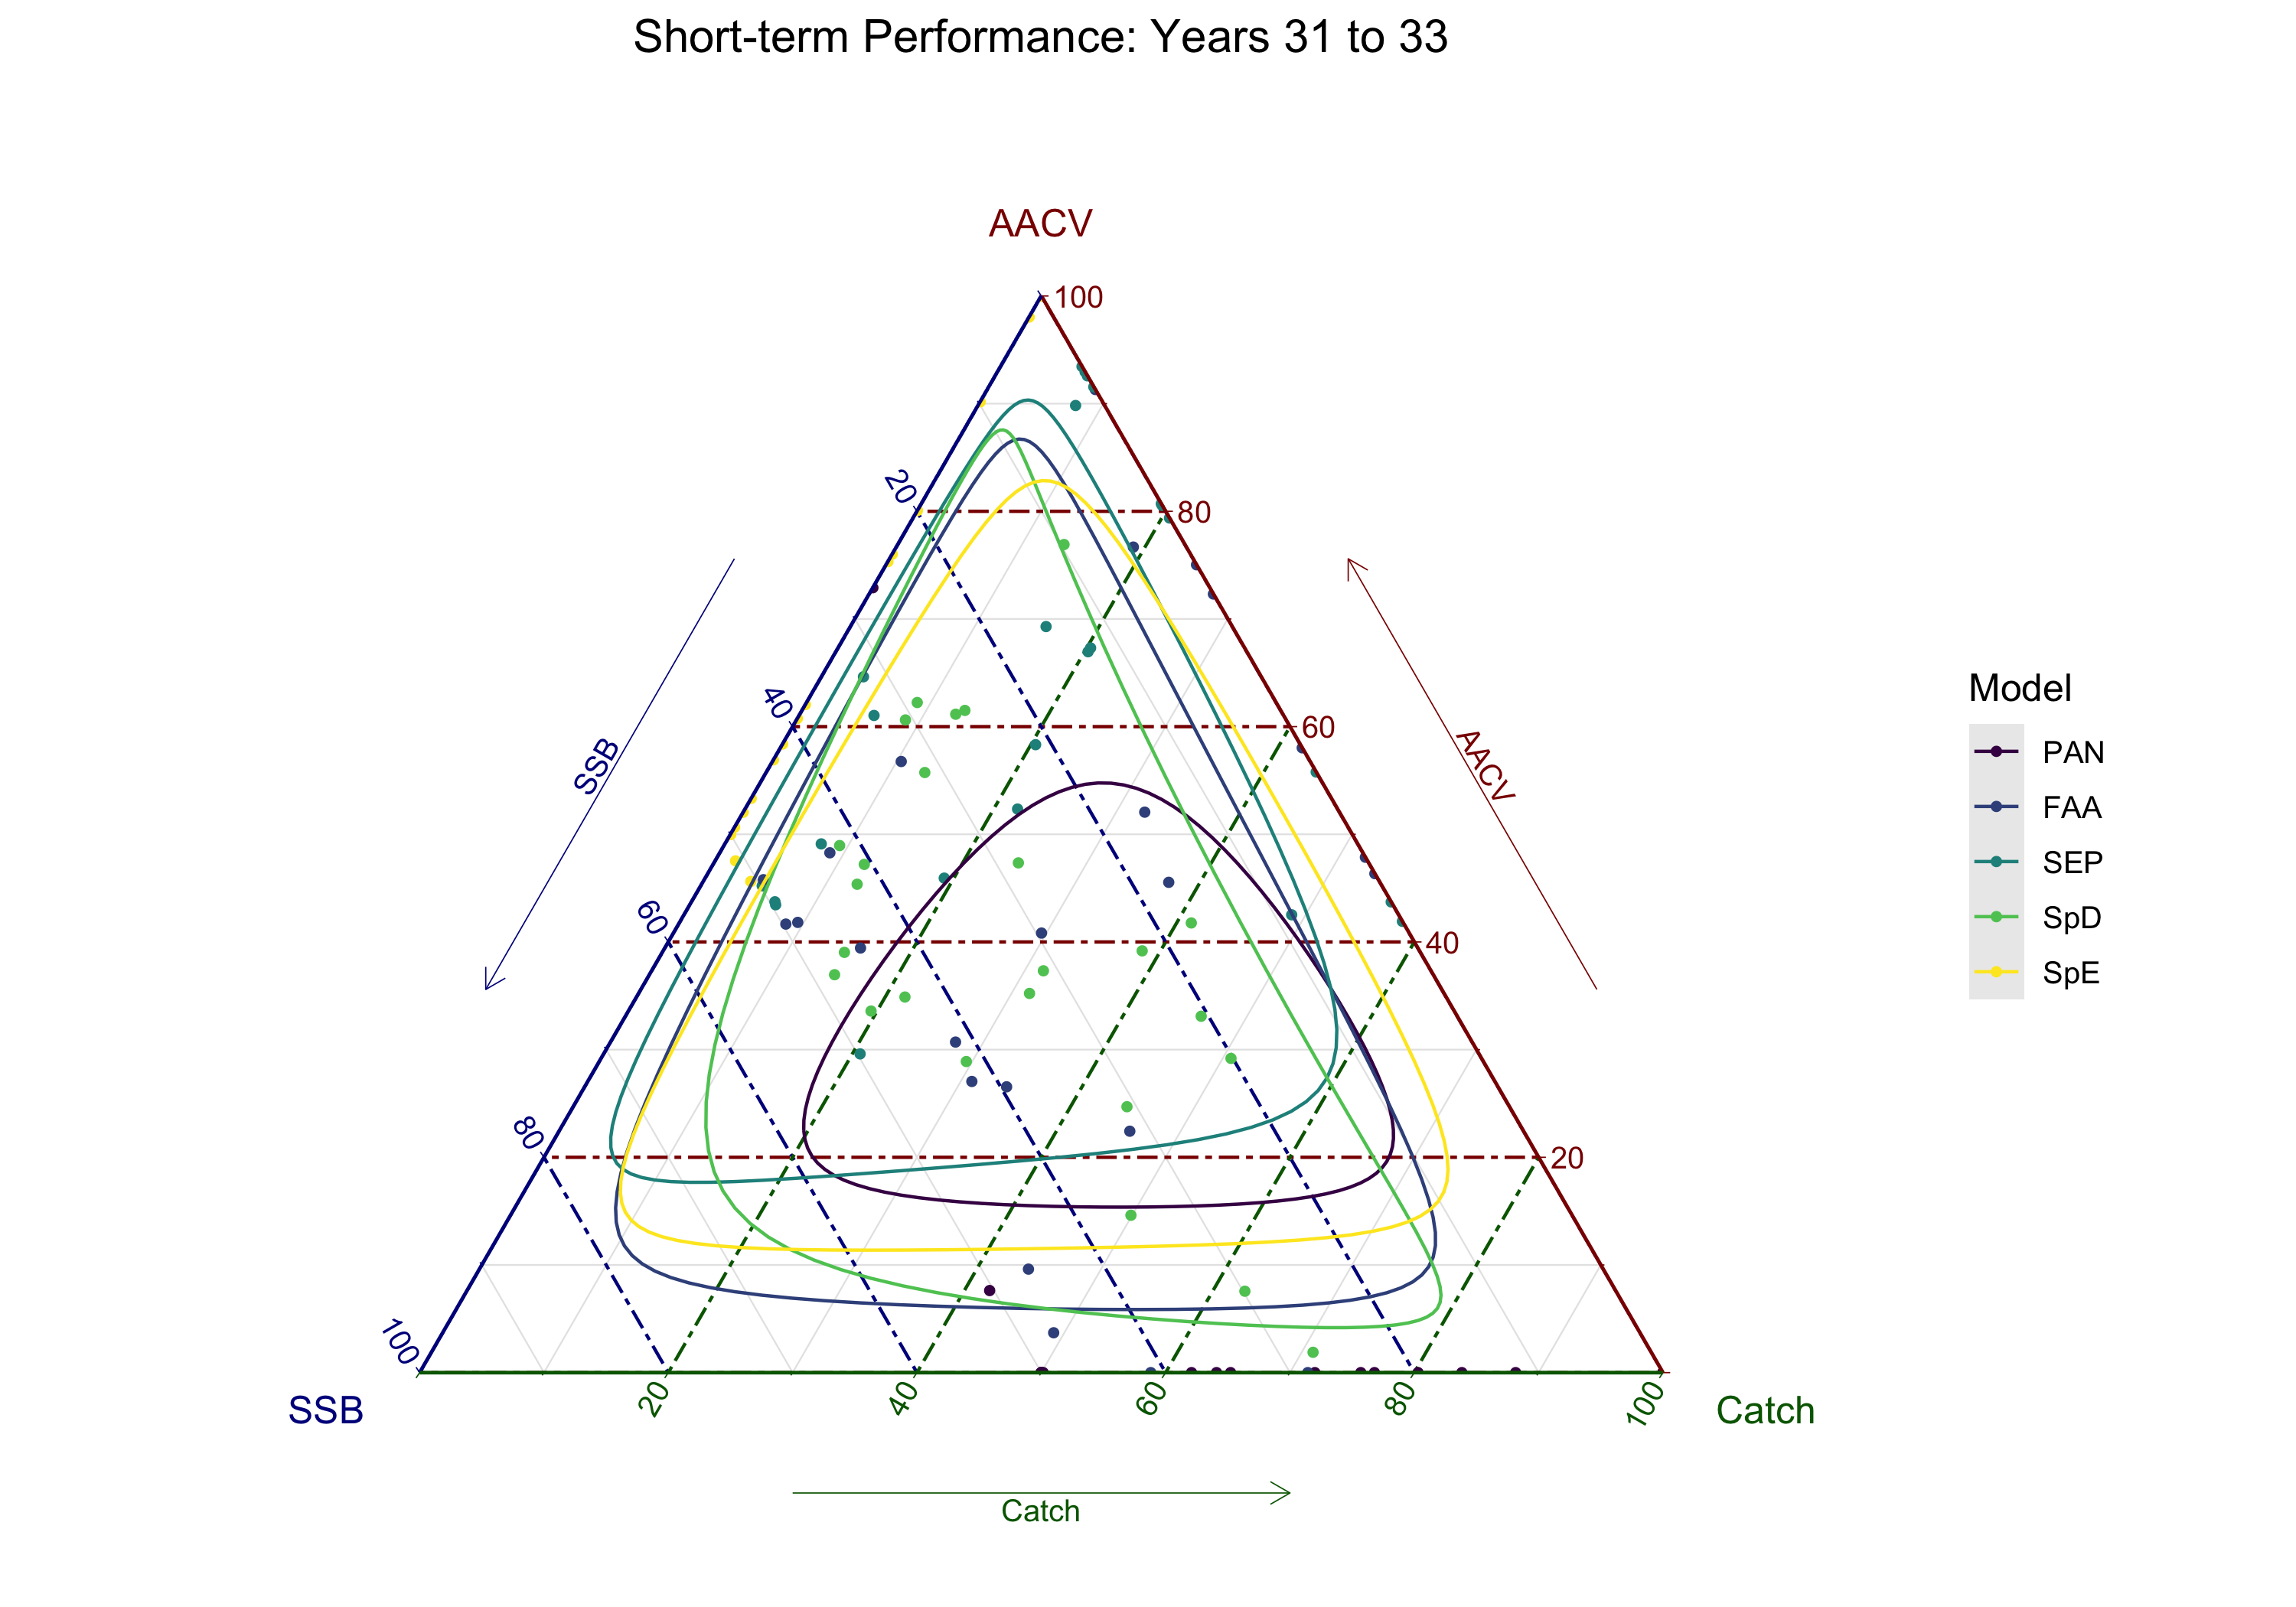 Short-term Performance: Years 31 to 33
AACV
100
20
80
40
60
SSB
AACV
60
40
80
20
100
SSB
20
40
60
80
100
Catch
Catch
Model
PAN
FAA
SEP
SpD
SpE